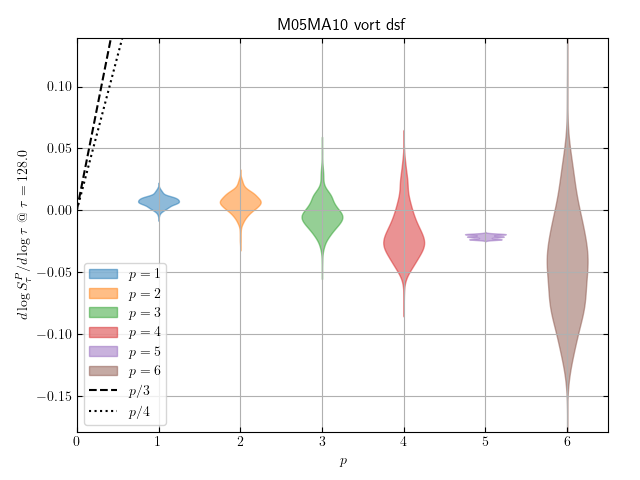 M05MA10 vort dsf
d log S_τ^P / d log τ @ τ = 128.0
0.10
0.05
0.00
−0.05
−0.10
−0.15
p = 1
p = 2
p = 3
p = 4
p = 5
p = 6
p/3
p/4
0 1 2 3 4 5 6
p